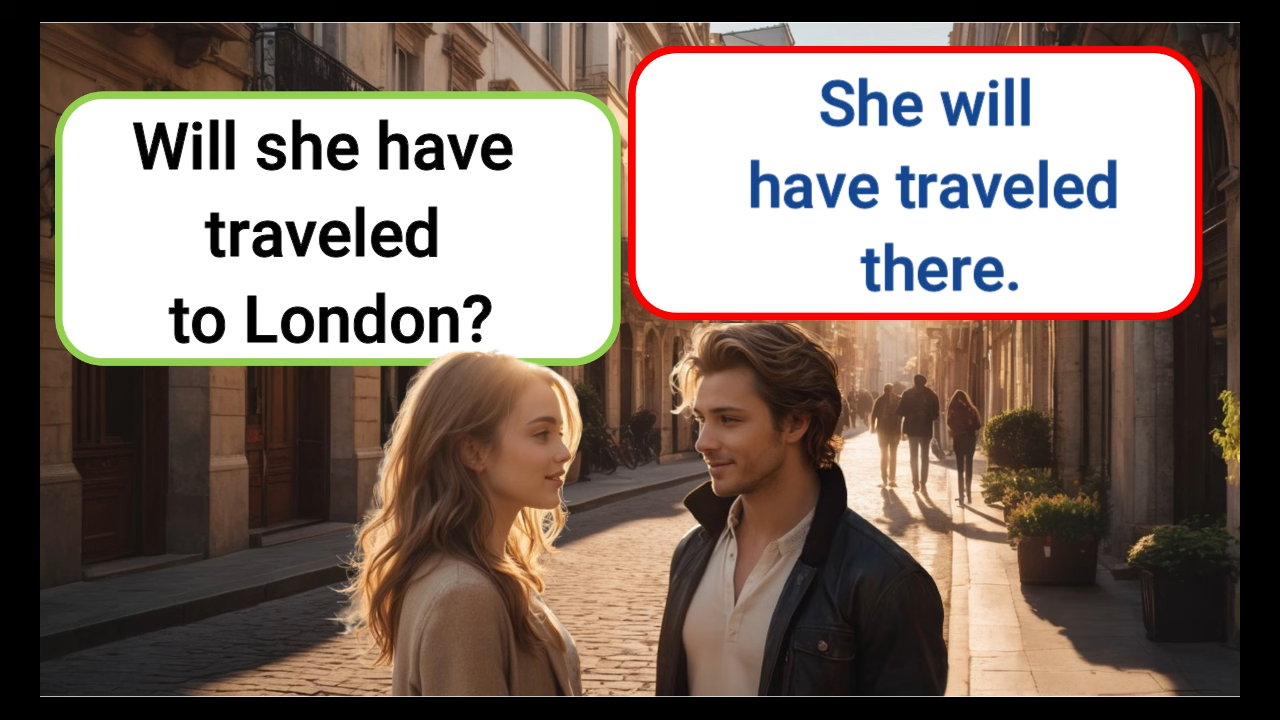 Will she have
traveled
to London?
She will
have traveled
there.